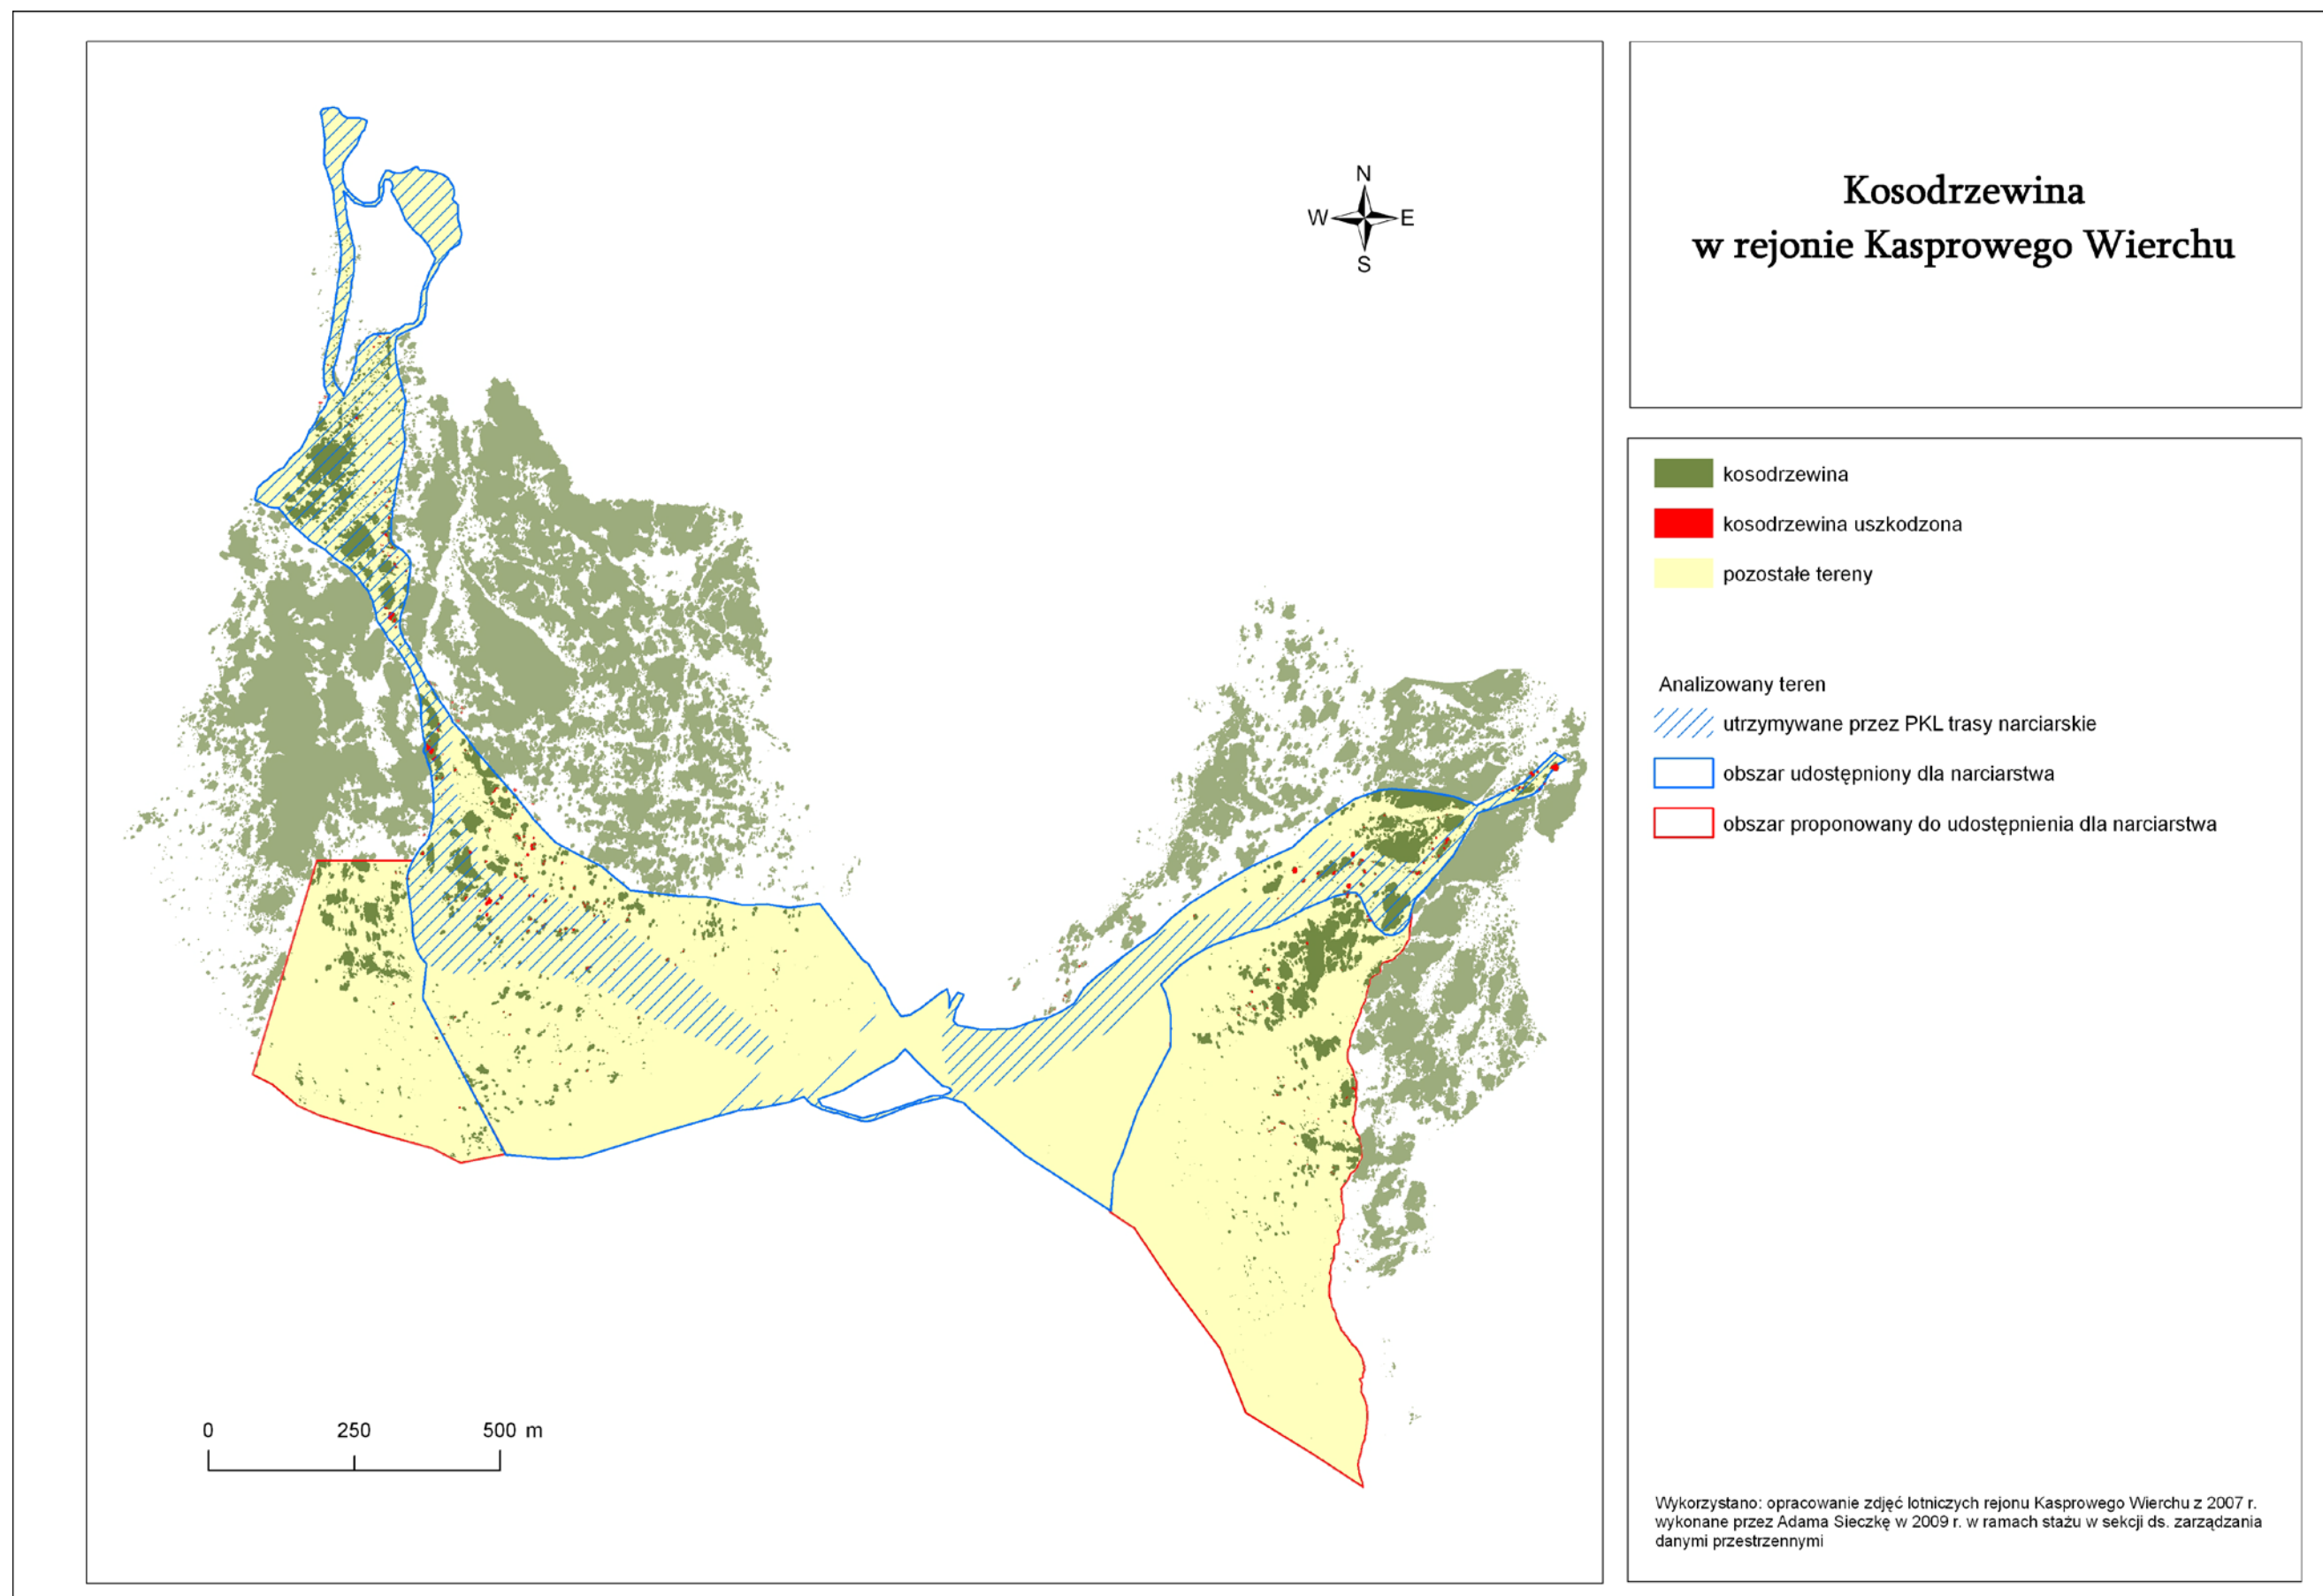 Kosodrzewina
w rejonie Kasprowego Wierchu
N
W E
S
kosodrzewina
kosodrzewina uszkodzona
pozostałe tereny
Analizowany teren
utrzymywane przez PKL trasy narciarskie
obszar udostępniony dla narciarstwa
obszar proponowany do udostępnienia dla narciarstwa
0 250 500 m
Wykorzystano: opracowanie zdjęć lotniczych rejonu Kasprowego Wierchu z 2007 r.
wykonane przez Adama Sieczkę w 2009 r. w ramach stażu w sekcji ds. zarządzania
danymi przestrzennymi